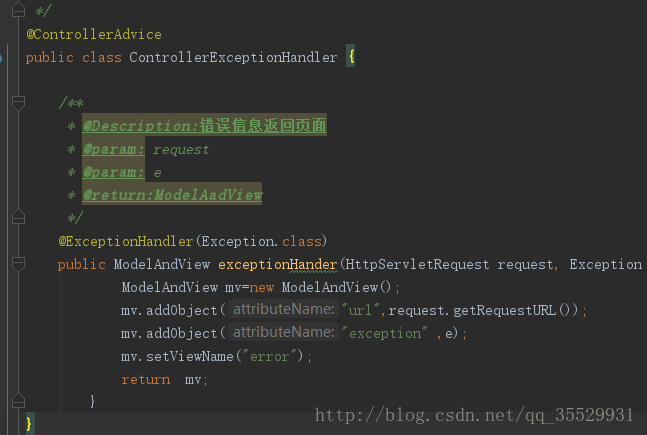 */
@ControllerAdvice
public class ControllerExceptionHandler {
/**
* @Description:错误信息返回页面
* @param: request
* @param: e
* @return:ModelAadView
*/
@ExceptionHandler(Exception.class)
public ModelAndView exceptionHander(HttpServletRequest request, Exception
ModelAndView mv=new ModelAndView();
mv.addObject( attributeName: "url",request.getRequestURL());
mv.addObject( attributeName: "exception" ,e);
mv.setViewName("error");
return mv;
}
}
http://blog.csdn.net/qq_35529931